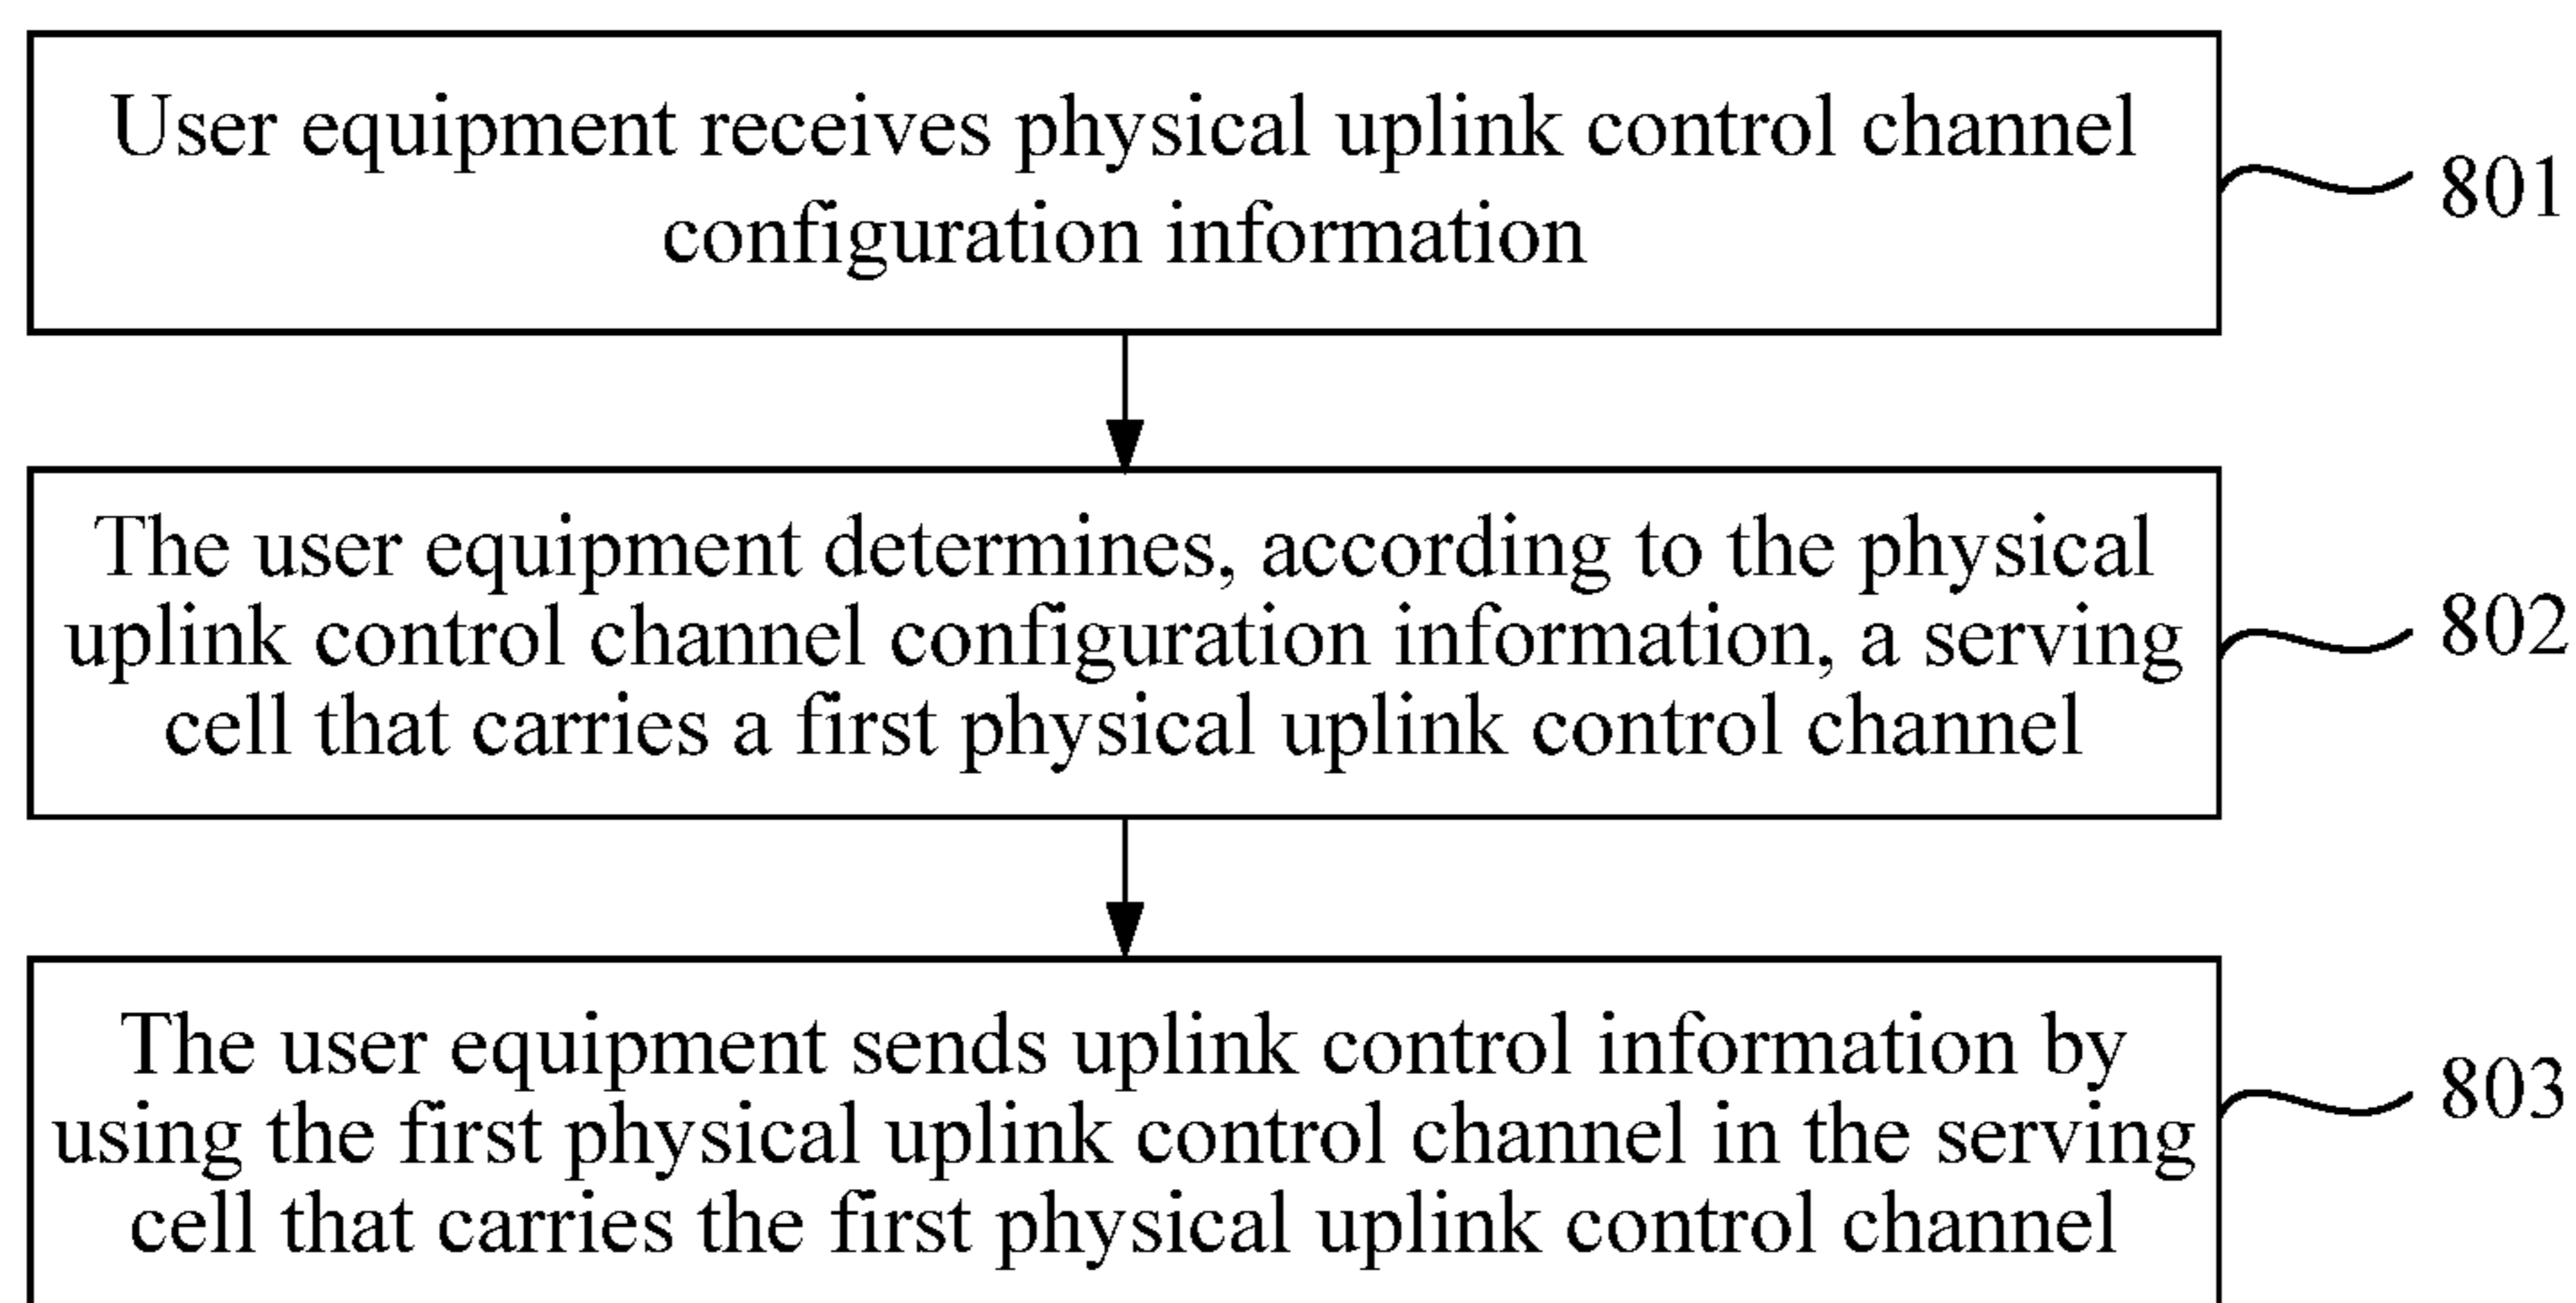 User equipment receives physical uplink control channel
configuration information
801
The user equipment determines, according to the physical
uplink control channel configuration information, a serving
cell that carries a first physical uplink control channel
802
The user equipment sends uplink control information by
using the first physical uplink control channel in the serving
cell that carries the first physical uplink control channel
803